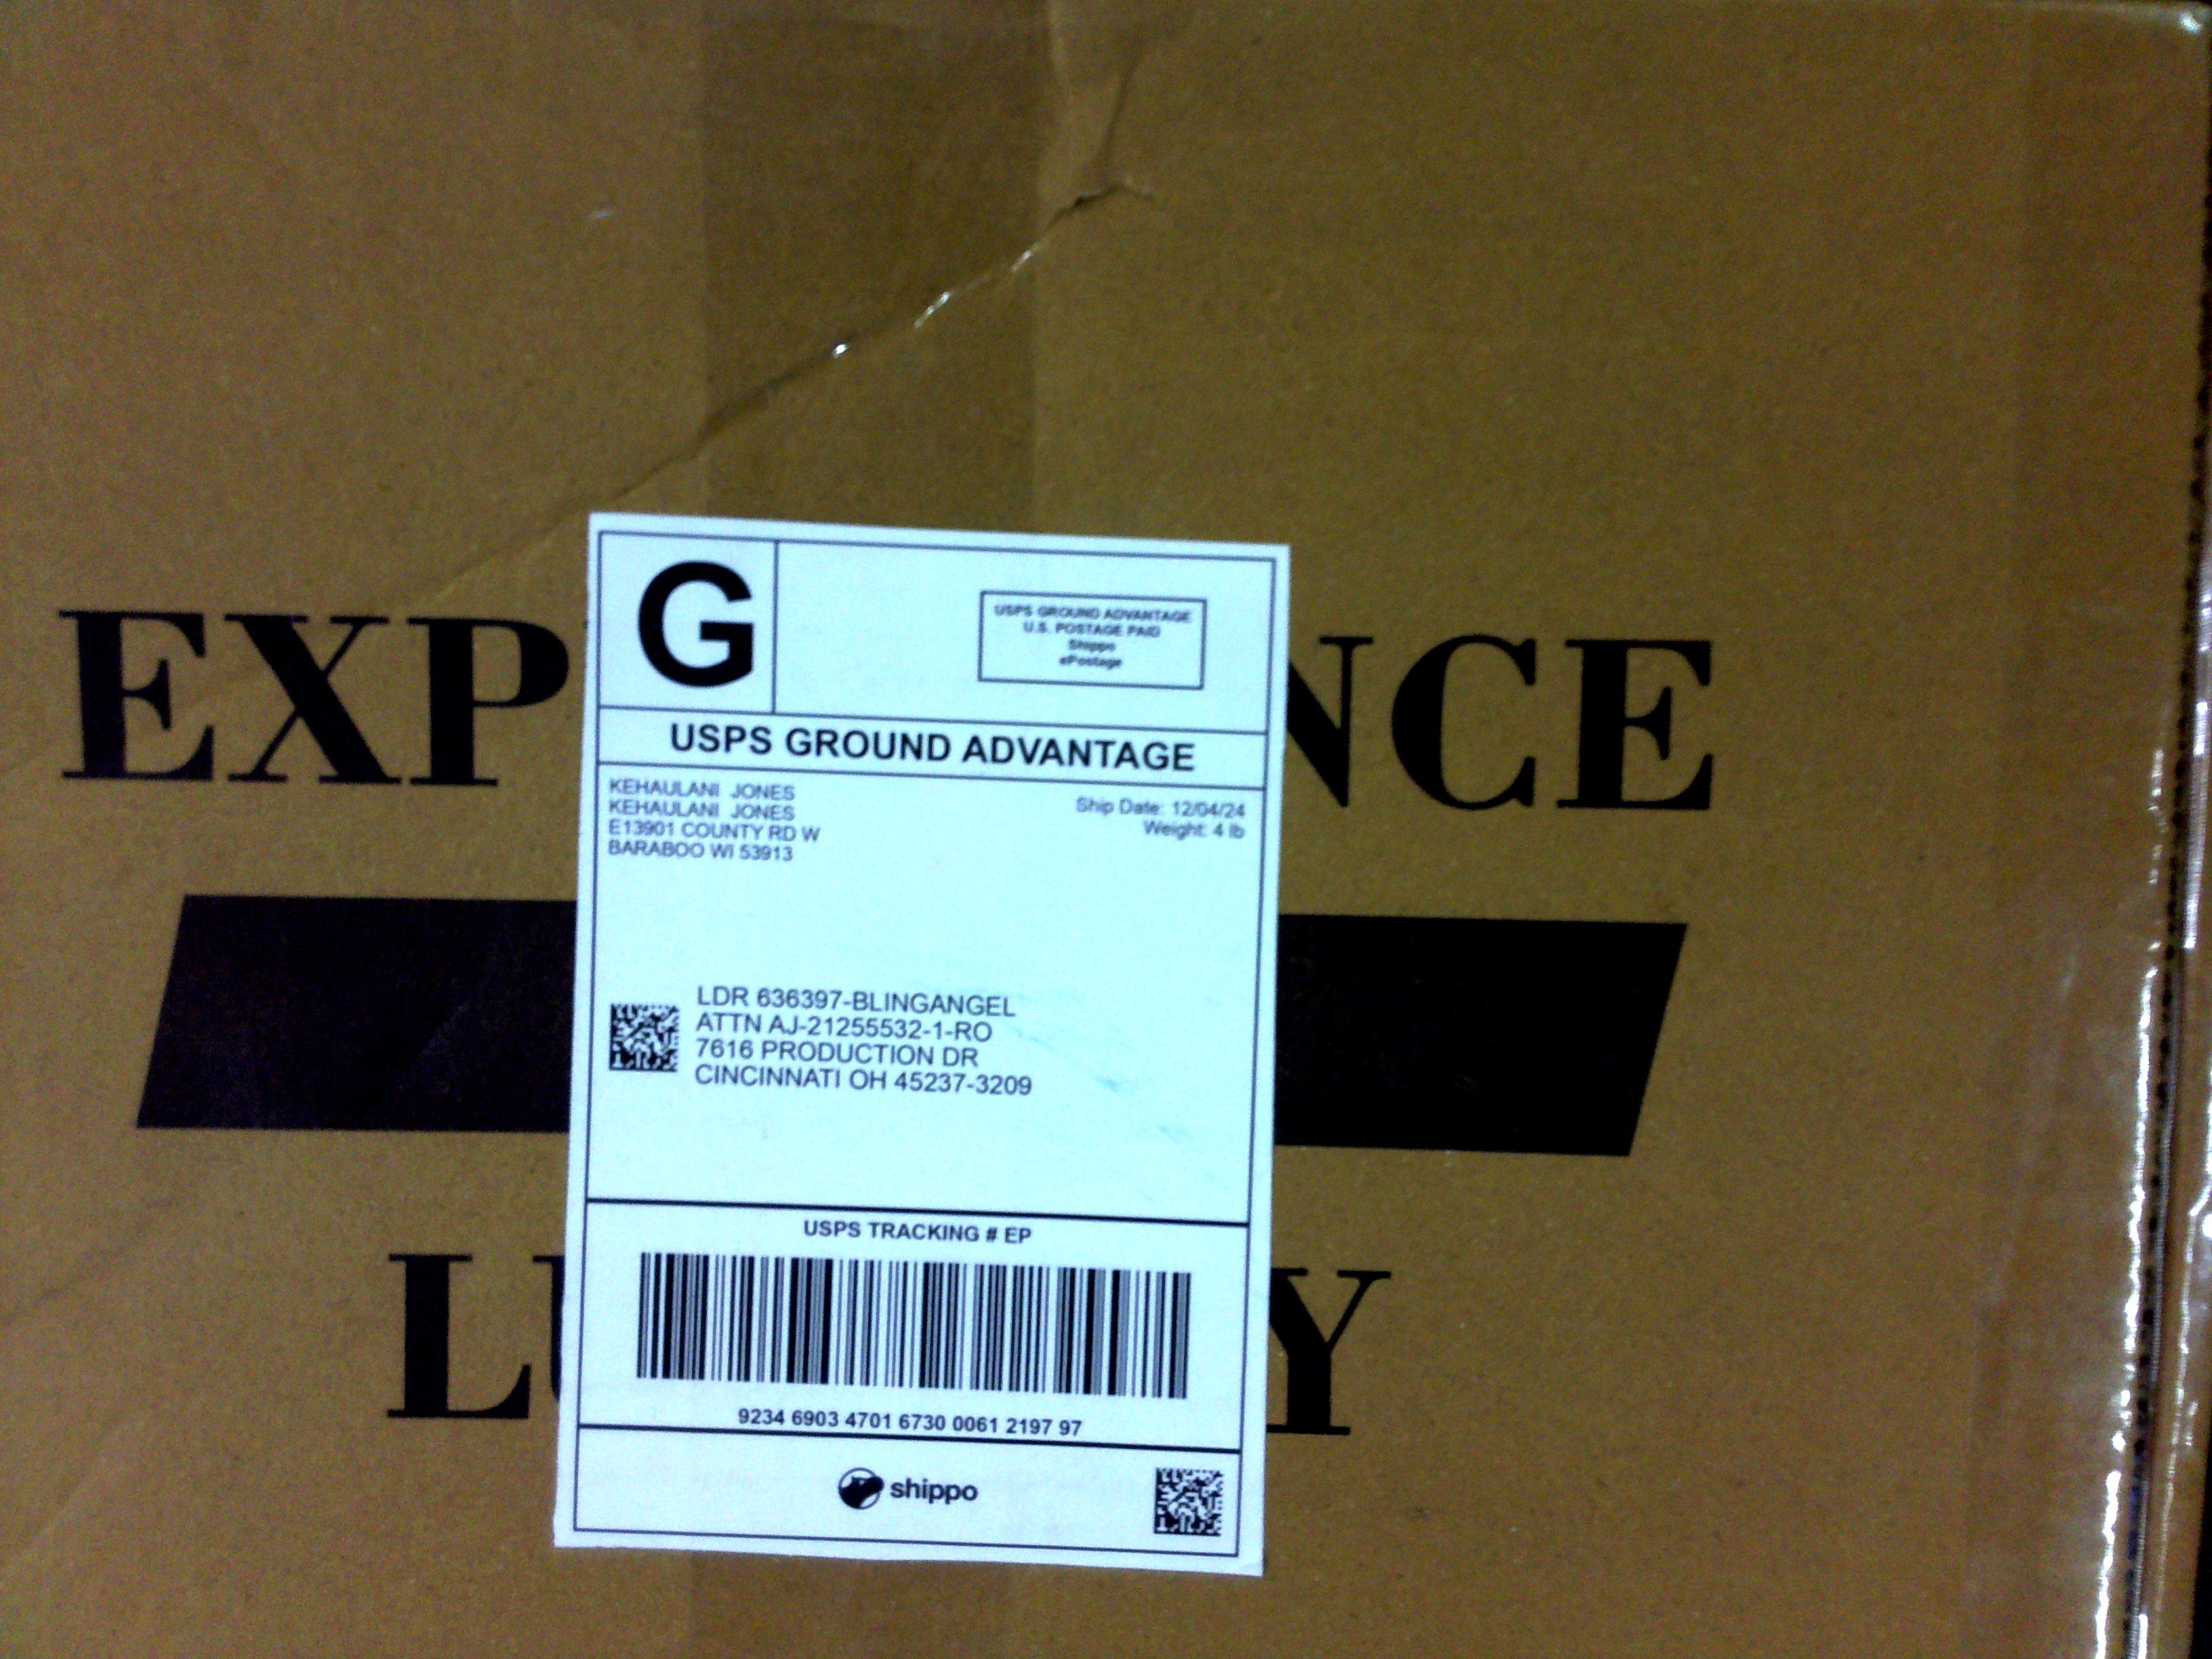 G
USPS GROUND ADVANTAGE
U.S. POSTAGE PAID
Shippo
ePostage
EXP NCE
USPS GROUND ADVANTAGE
KEHAULANI JONES
KEHAULANI JONES
E13901 COUNTY RD W
BARABOO WI 53913
Ship Date: 12/04/24
Weight: 4 lb
LDR 636397-BLINGANGEL
ATTN AJ-21255532-1-RO
7616 PRODUCTION DR
CINCINNATI OH 45237-3209
USPS TRACKING # EP
9234 6903 4701 6730 0061 2197 97
LU Y
shippo